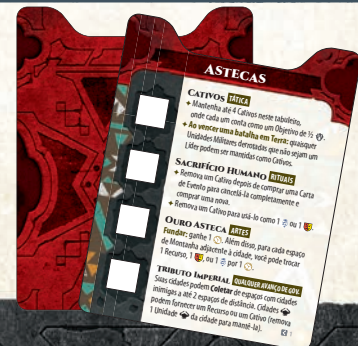 ASTECAS
CATIVOS TÁTICA
Mantenha até 4 Cativos neste tabuleiro,
onde cada um conta como um Objetivo de ½ .
Ao vencer uma batalha em Terra: quaisquer
Unidades Militares derrotadas que não sejam um
Líder podem ser mantidas como Cativos.
SACRIFÍCIO HUMANO RITUAIS
Remova um Cativo depois de comprar uma Carta
de Evento para cancelá-la completamente e
comprar uma nova.
Remova um Cativo para usá-lo como 1 ou 1 .
OURO ASTECA ARTES
Fundar: ganhe 1 . Além disso, para cada espaço
de Montanha adjacente à cidade, você pode trocar
1 Recurso, 1 , ou 1 por 1 .
TRIBUTO IMPERIAL QUALQUER AVANÇO DE GOV.
Suas cidades podem Coletar de espaços com cidades
inimigas a até 2 espaços de distância. Cidades
podem fornecer um Recurso ou um Cativo (remova
1 Unidade da cidade para mantê-la).